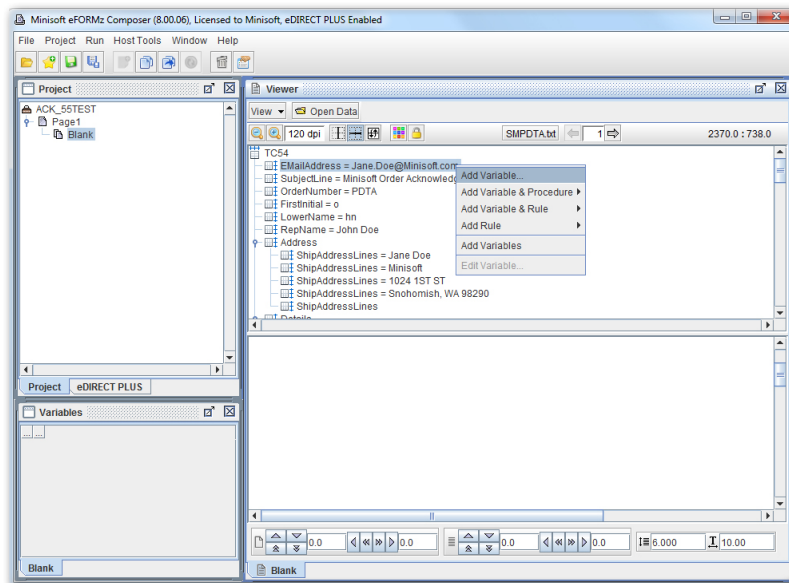 Minisoft eFORMz Composer (8.00.06), Licensed to Minisoft, eDIRECT PLUS Enabled
File Project Run Host Tools Window Help
Project
ACK_55TEST
Page1
Blank
Project eDIRECT PLUS
Variables
... ...
Blank
Viewer
View Open Data
120 dpi SMPDTA.txt 1 2370.0 : 738.0
TC54
EMailAddress = Jane.Doe@Minisoft.com
SubjectLine = Minisoft Order Acknowledg
OrderNumber = PDTA
FirstInitial = o
LowerName = hn
RepName = John Doe
Address
ShipAddressLines = Jane Doe
ShipAddressLines = Minisoft
ShipAddressLines = 1024 1ST ST
ShipAddressLines = Snohomish, WA 98290
ShipAddressLines
Details
Add Variable...
Add Variable & Procedure
Add Variable & Rule
Add Rule
Add Variables
Edit Variable...
0.0 0.0 0.0 0.0 6.000 10.00
Blank